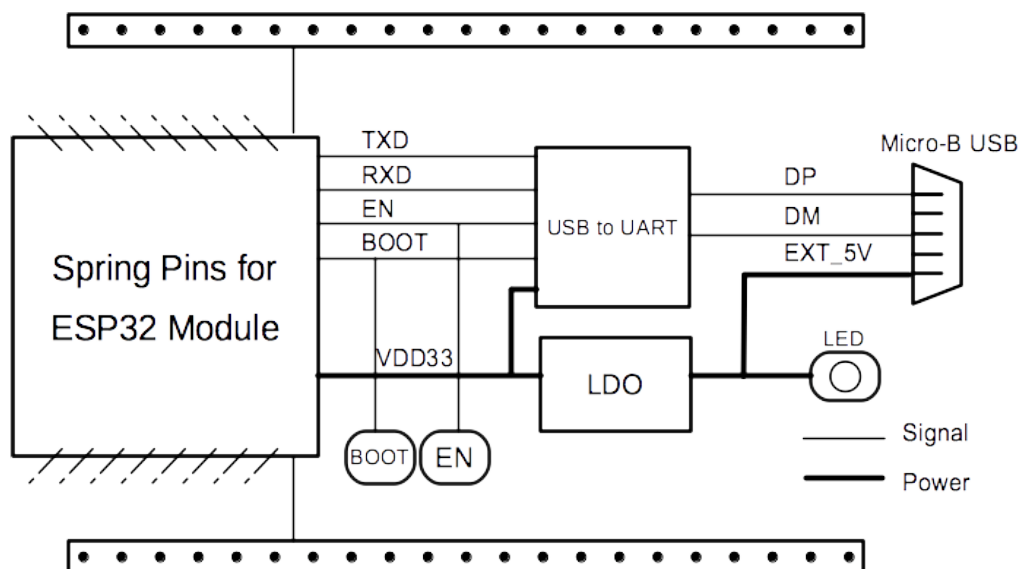 TXD
RXD
EN
BOOT
Spring Pins for
ESP32 Module
VDD33
BOOT
EN
USB to UART
LDO
DP
DM
EXT_5V
Micro-B USB
LED
Signal
Power